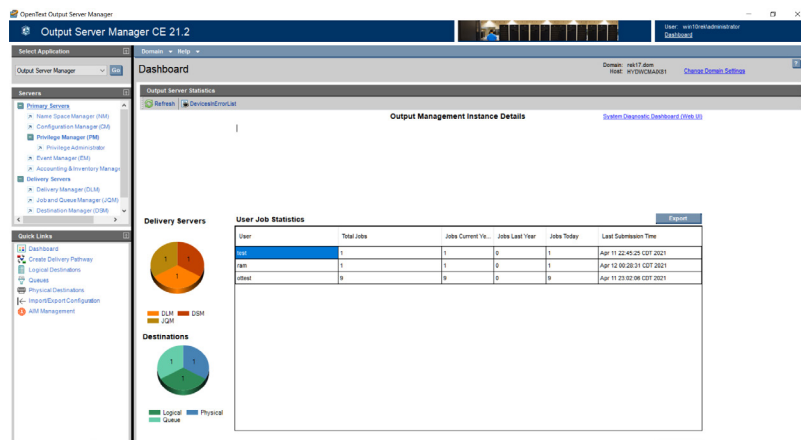 OpenText Output Server Manager
Output Server Manager CE 21.2
User: win10rek\administrator
Dashboard
Select Application
Output Server Manager
Go
Servers
Primary Servers
Name Space Manager (NM)
Configuration Manager (CM)
Privilege Manager (PM)
Privilege Administrator
Event Manager (EM)
Accounting & Inventory Manage
Delivery Servers
Delivery Manager (DLM)
Job and Queue Manager (JQM)
Destination Manager (DSM)
Quick Links
Dashboard
Create Delivery Pathway
Logical Destinations
Queues
Physical Destinations
Import/Export Configuration
AIM Management
Domain Help
Dashboard
Domain: rek17.dom
Change Domain Settings
Output Server Statistics
Refresh DevicesInErrorList
Output Management Instance Details
System Diagnostic Dashboard (Web UI)
Delivery Servers
1 1
1
DLM DSM
JQM
Destinations
1 1
1
Logical Physical
Queue
User Job Statistics
Export
User Total Jobs Jobs Current Ye... Jobs Last Year Jobs Today Last Submission Time
test 1 1 0 1 Apr 11 22:45:25 CDT 2021
ram 1 1 0 1 Apr 12 00:28:31 CDT 2021
ottest 9 9 0 9 Apr 11 23:02:06 CDT 2021